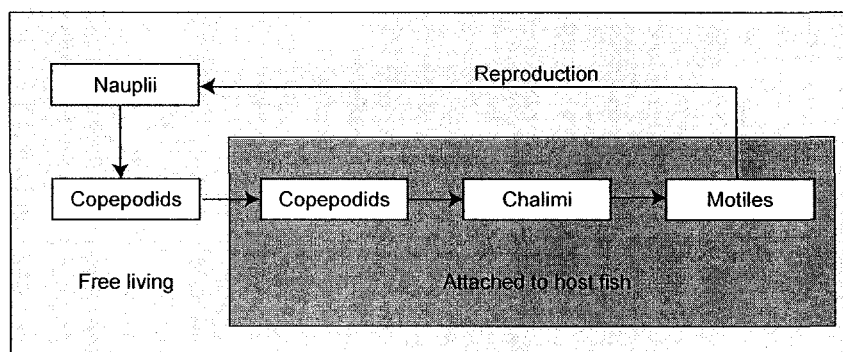 Reproduction
Nauplii
Copepodids
Copepodids
Chalimi
Motiles
Free living
Attached to host fish